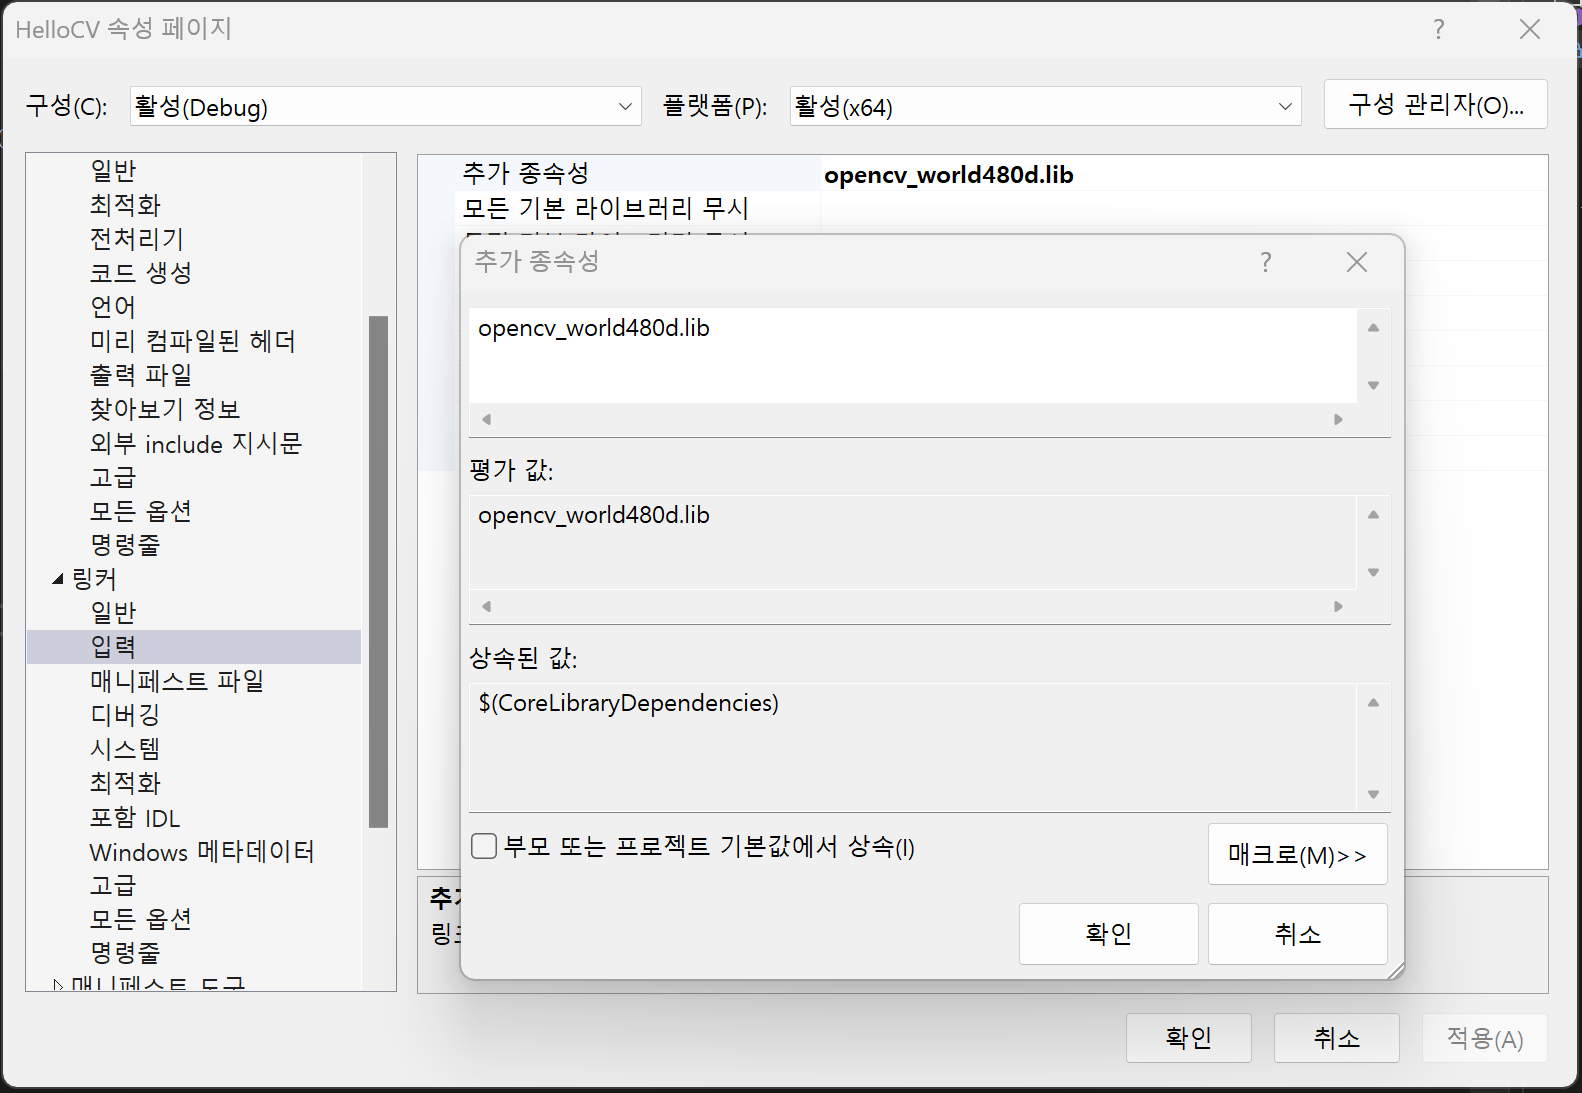 HelloCV 속성 페이지
?
구성(C):
활성(Debug)
플랫폼(P):
활성(x64)
구성 관리자(O)...
일반
최적화
전처리기
코드 생성
언어
미리 컴파일된 헤더
출력 파일
찾아보기 정보
외부 include 지시문
고급
모든 옵션
명령줄
링커
일반
입력
매니페스트 파일
디버깅
시스템
최적화
포함 IDL
Windows 메타데이터
고급
모든 옵션
명령줄
매니페스트 도구
추가 종속성
opencv_world480d.lib
모든 기본 라이브러리 무시
추가 종속성
?
opencv_world480d.lib
평가 값:
opencv_world480d.lib
상속된 값:
$(CoreLibraryDependencies)
부모 또는 프로젝트 기본값에서 상속(I)
매크로(M)>>
확인
취소
확인
취소
적용(A)